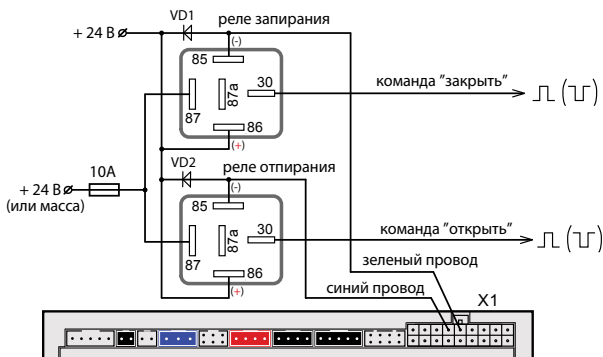 VD1
реле запирания
+ 24 В
(-)
85
30
87a
87
86
(+)
команда "закрыть"
10А
+ 24 В
(или масса)
VD2
реле отпирания
(-)
85
30
87a
87
86
(+)
команда "открыть"
зеленый провод
синий провод
X1